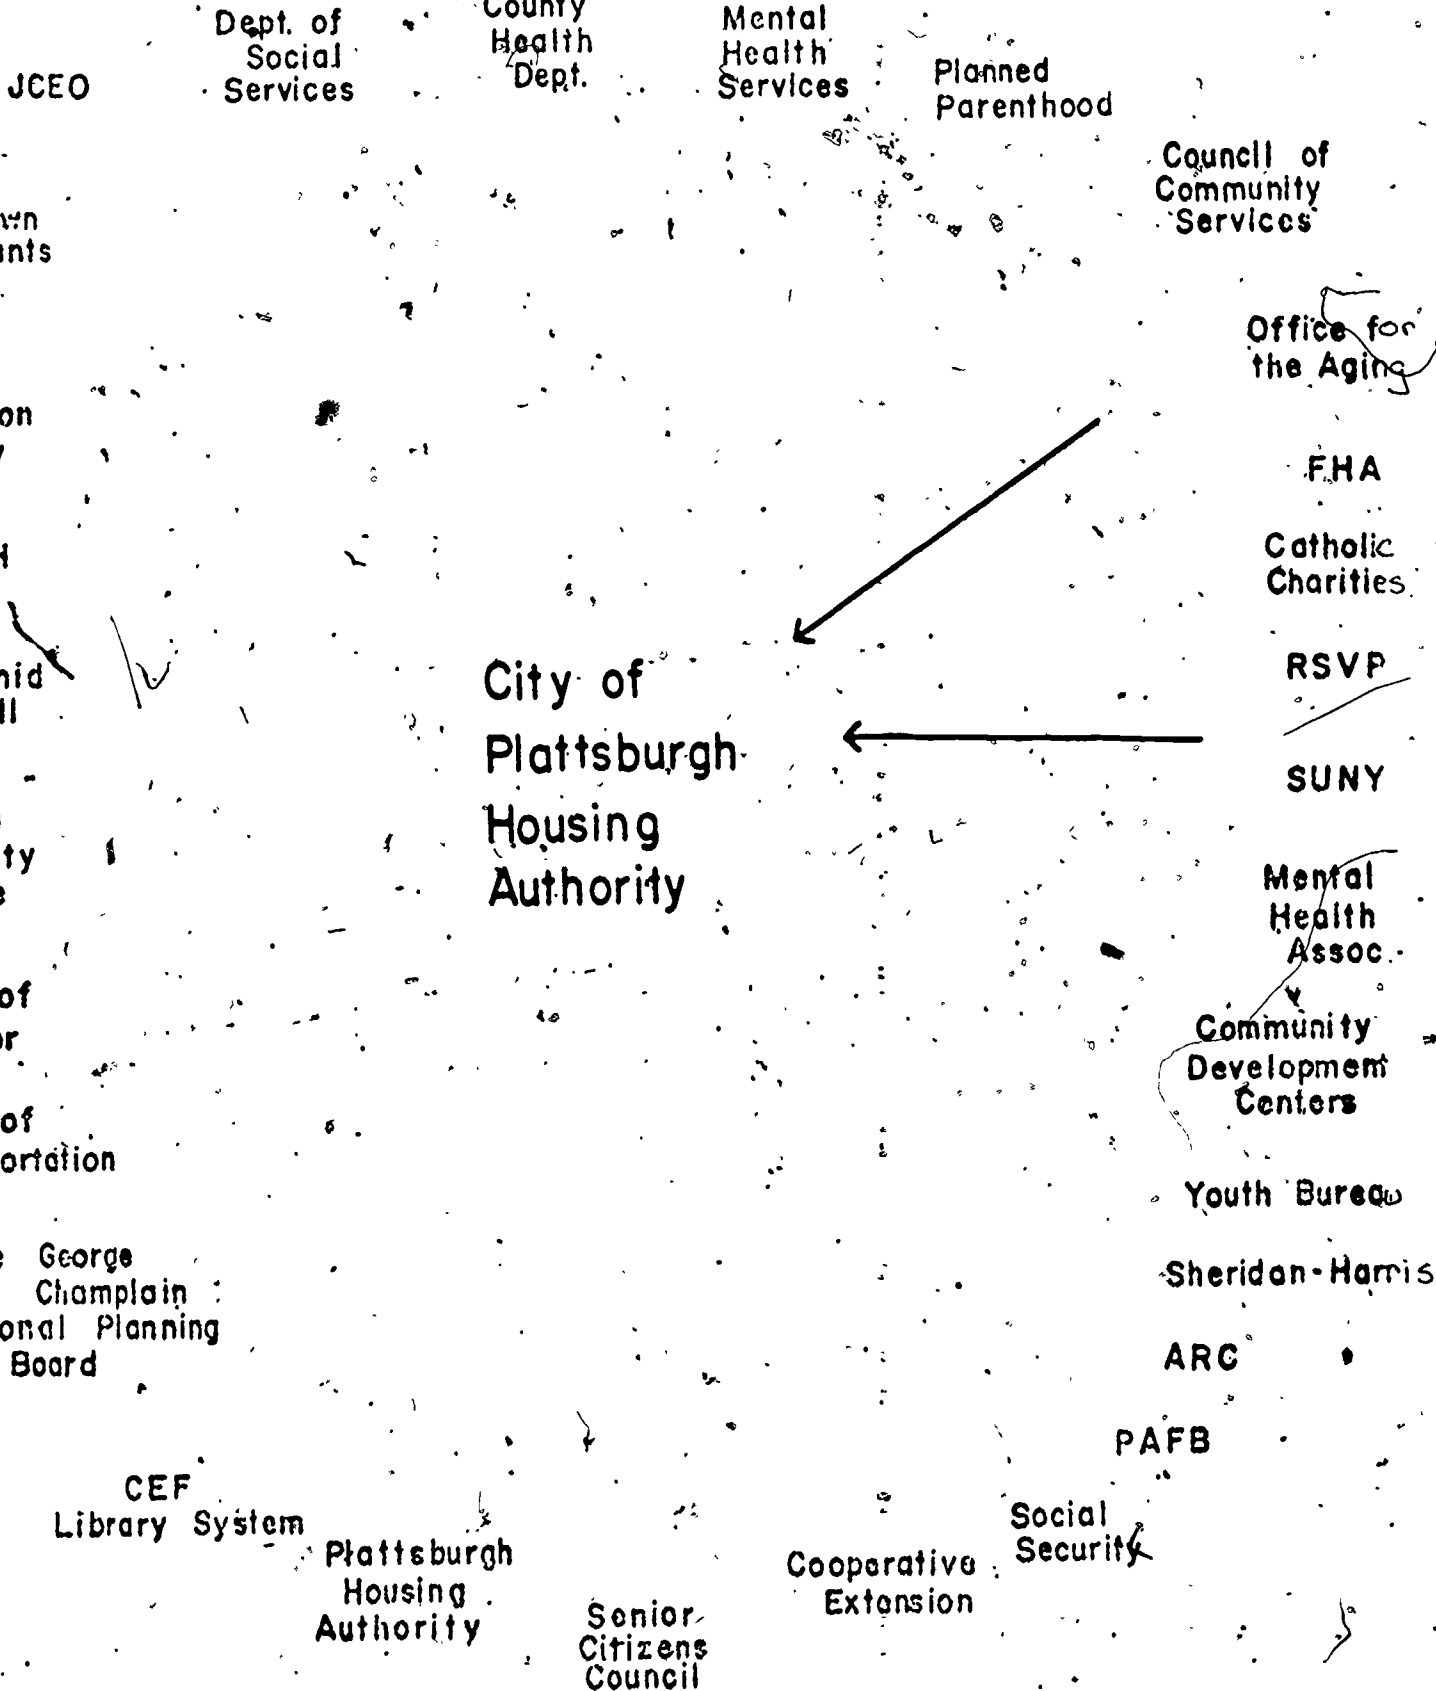 County
Dept. of
Social
Services
Health
Dept.
Mental
Health
Services
JCEO
Planned
Parenthood
Council of
Community
Services
Office for
the Aging
FHA
Catholic
Charities
RSVP
SUNY
City of
Plattsburgh
Housing
Authority
Mental
Health
Assoc.
Community
Development
Centers
of
of
Youth Bureau
George
Champlain
Planning
Board
Sheridan-Harris
ARC
PAFB
CEF
Library System
Plattsburgh
Housing
Authority
Senior
Citizens
Council
Cooperative
Extension
Social
Security